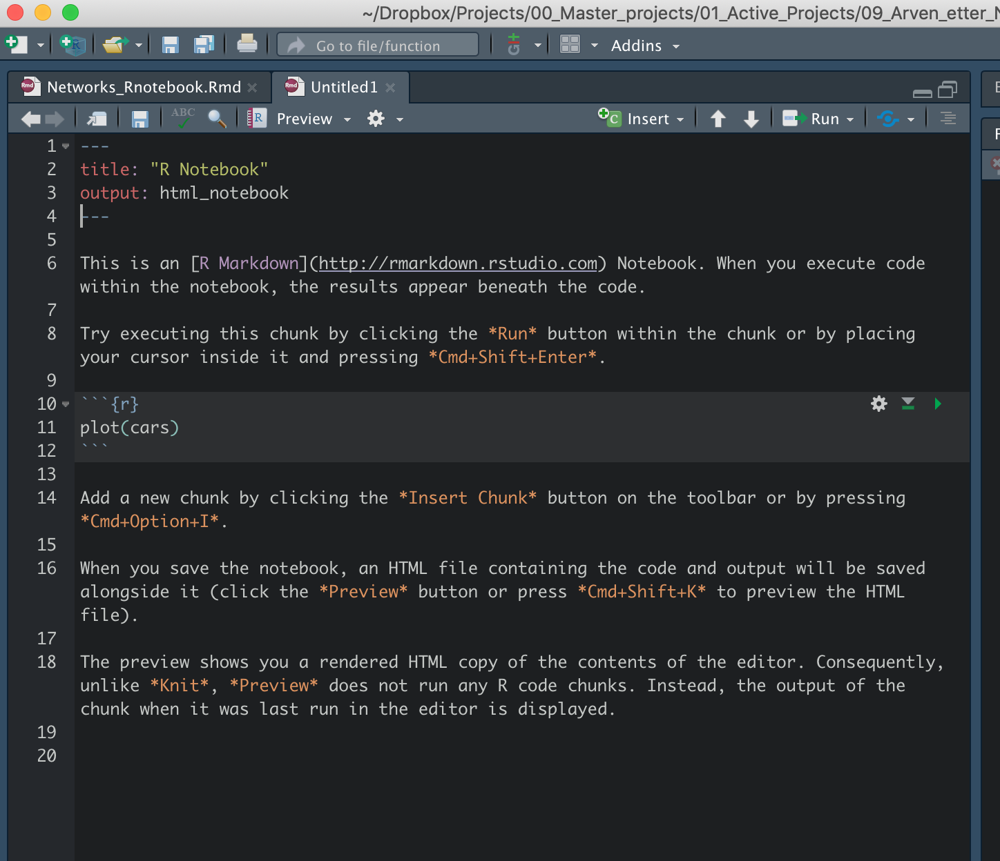 ~/Dropbox/Projects/00_Master_projects/01_Active_Projects/09_Arven_etter_
Go to file/function
Addins
Networks_Rnotebook.Rmd
Untitled1
ABC
Preview
Insert
Run
1 ---
2 title: "R Notebook"
3 output: html_notebook
4 ---
5
6 This is an [R Markdown](http://rmarkdown.rstudio.com) Notebook. When you execute code
within the notebook, the results appear beneath the code.
7
8 Try executing this chunk by clicking the *Run* button within the chunk or by placing
your cursor inside it and pressing *Cmd+Shift+Enter*.
9
10 ```{r}
11 plot(cars)
12 ```
13
14 Add a new chunk by clicking the *Insert Chunk* button on the toolbar or by pressing
*Cmd+Option+I*.
15
16 When you save the notebook, an HTML file containing the code and output will be saved
alongside it (click the *Preview* button or press *Cmd+Shift+K* to preview the HTML
file).
17
18 The preview shows you a rendered HTML copy of the contents of the editor. Consequently,
unlike *Knit*, *Preview* does not run any R code chunks. Instead, the output of the
chunk when it was last run in the editor is displayed.
19
20